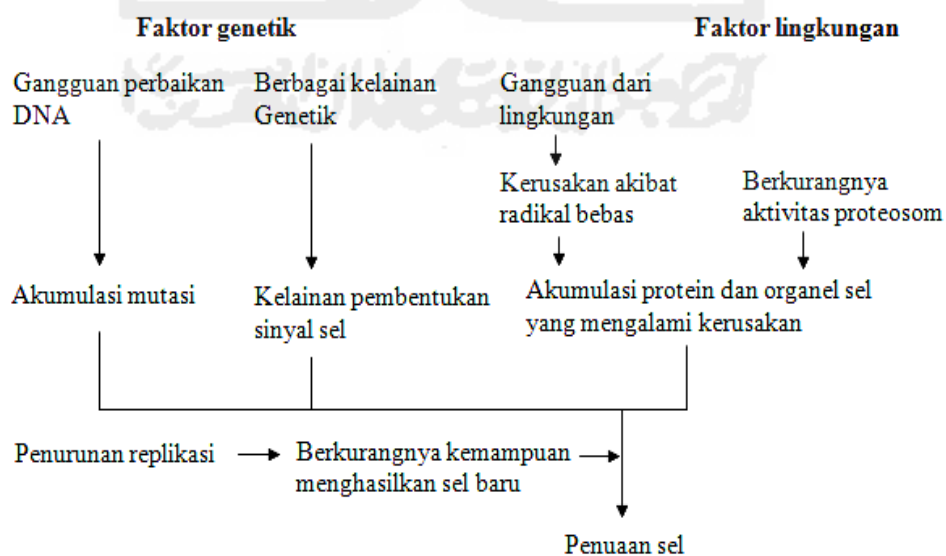 Faktor genetik
Faktor lingkungan
Gangguan perbaikan
DNA
Berbagai kelainan
Genetik
Gangguan dari
lingkungan
Kerusakan akibat
radikal bebas
Berkurangnya
aktivitas proteosom
Akumulasi mutasi
Kelainan pembentukan
sinyal sel
Akumulasi protein dan organel sel
yang mengalami kerusakan
Penurunan replikasi
Berkurangnya kemampuan
menghasilkan sel baru
Penuaan sel